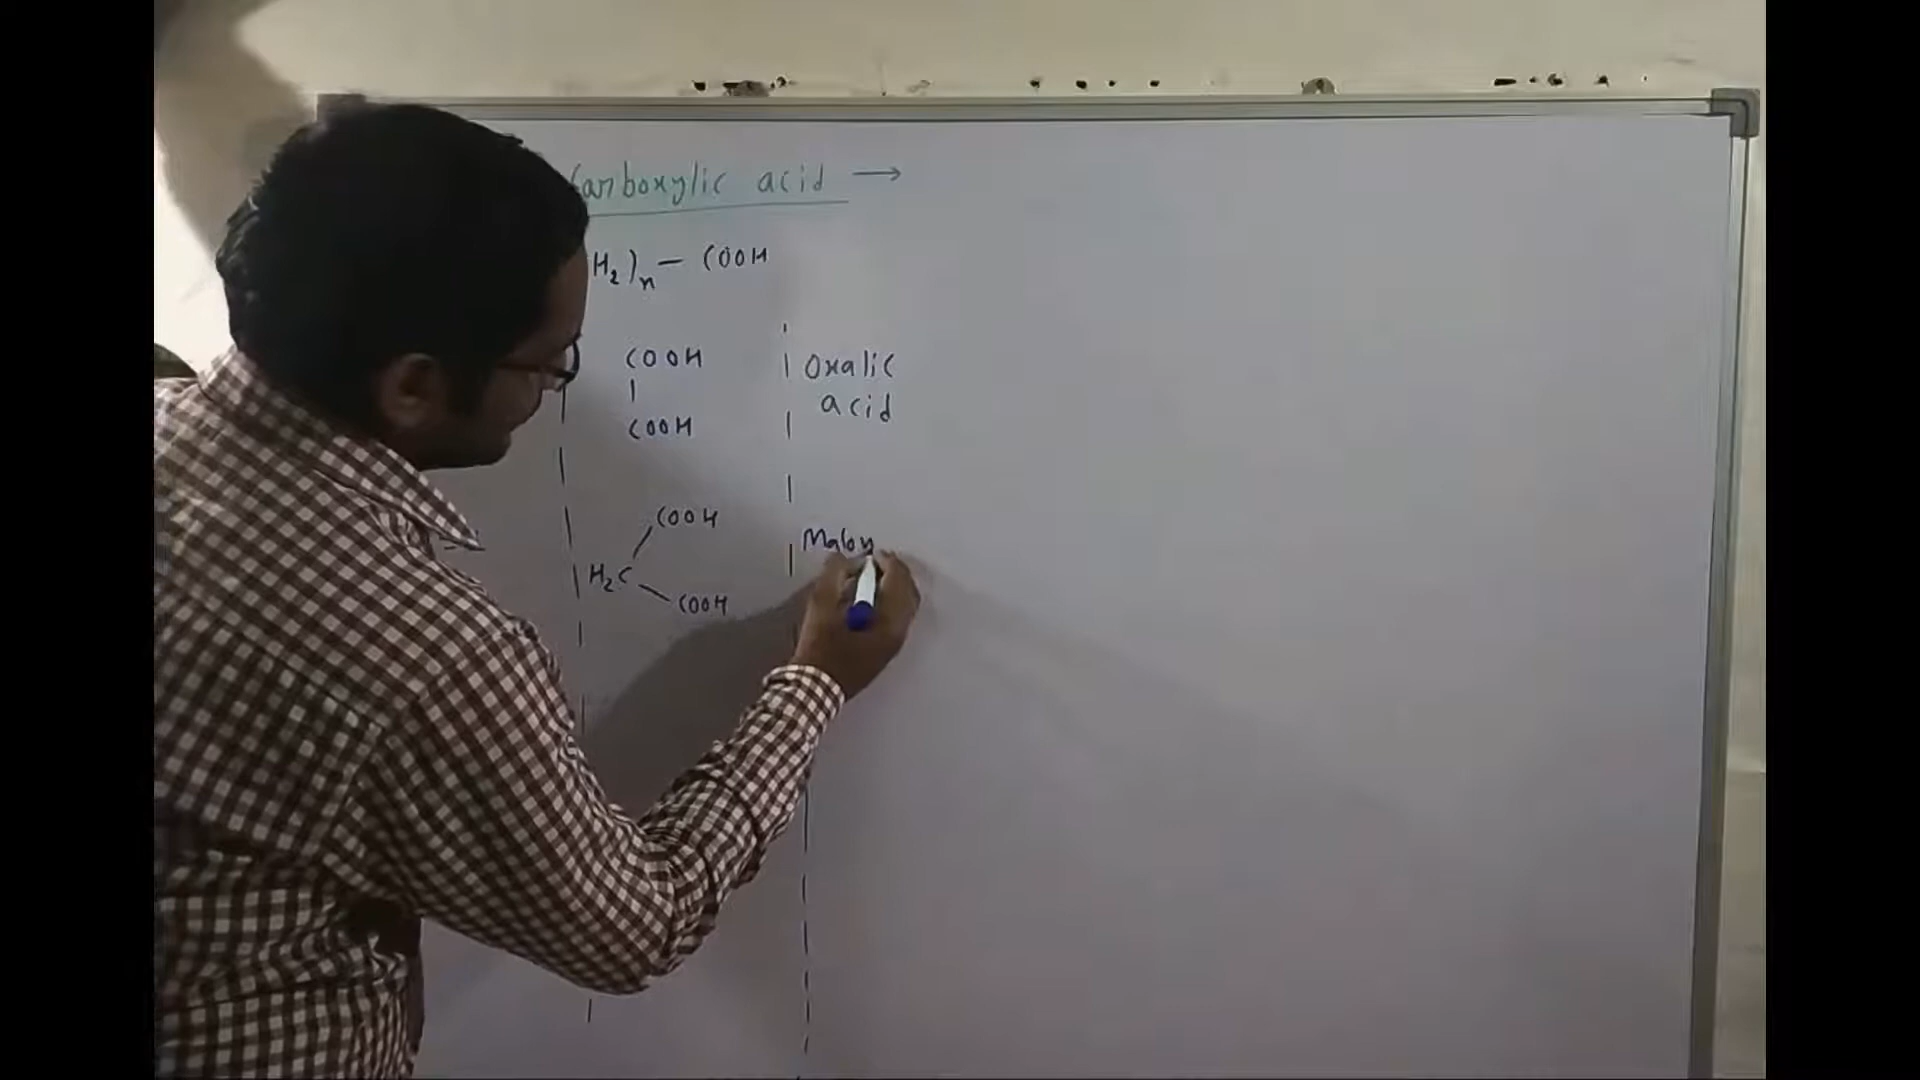 Carboxylic acid →
H₂)ₙ — COOH
COOH
|
COOH
Oxalic
acid
COOH
H₂C
COOH
Malon